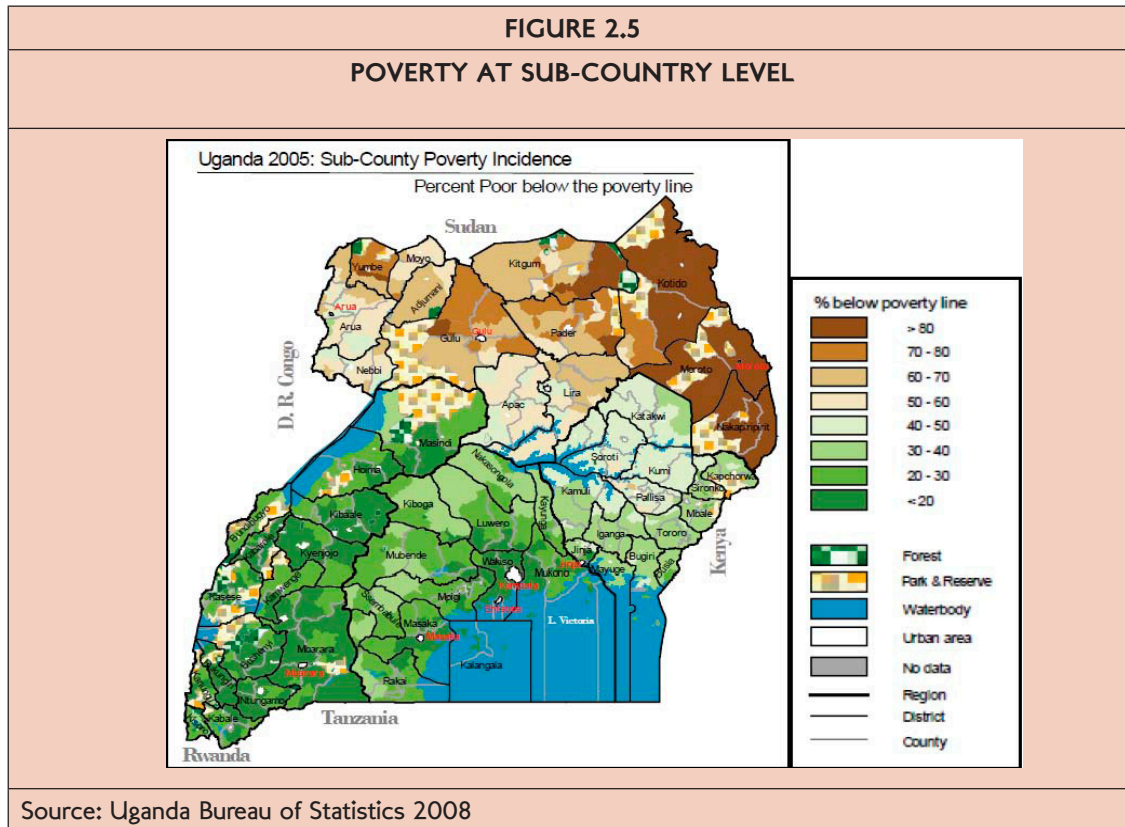 FIGURE 2.5
POVERTY AT SUB-COUNTRY LEVEL
Uganda 2005: Sub-County Poverty Incidence
Percent Poor below the poverty line
Sudan
D. R. Congo
Kenya
Tanzania
Rwanda
L. Victoria
Yumbe
Moyo
Adjumani
Kitgum
Kotido
Arua
Arua
Gulu
Gulu
Pader
Nebbi
Moroto
Moroto
Apac
Lira
Nakapiripirit
Katakwi
Masindi
Soroti
Kumi
Kapchorwa
Sironko
Hoima
Nakasongola
Kamuli
Pallisa
Mbale
Kibaale
Kiboga
Luwero
Kayunga
Iganga
Tororo
Kyenjojo
Mubende
Jinja
Jinja
Bugiri
Mayuge
Mukono
Kampala
Kasese
Mpigi
Masaka
Masaka
Kalangala
Rakai
Ntungamo
Kabale
% below poverty line
> 80
70 - 80
60 - 70
50 - 60
40 - 50
30 - 40
20 - 30
<20
Forest
Park & Reserve
Waterbody
Urban area
No data
Region
District
County
Source: Uganda Bureau of Statistics 2008